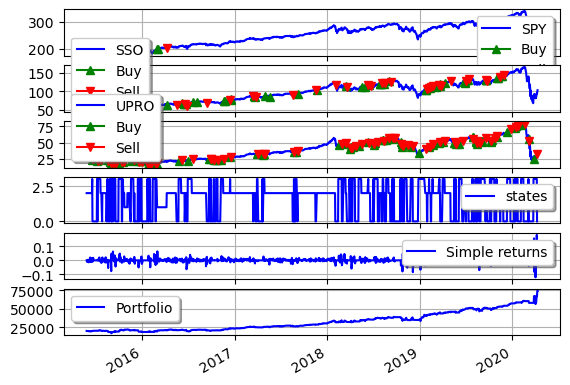 300
200
SPY
Buy
SSO
Buy
Sell
150
100
50
UPRO
Buy
Sell
75
50
25
2.5
0.0
states
0.1
0.0
−0.1
Simple returns
75000
50000
25000
Portfolio
2016
2017
2018
2019
2020